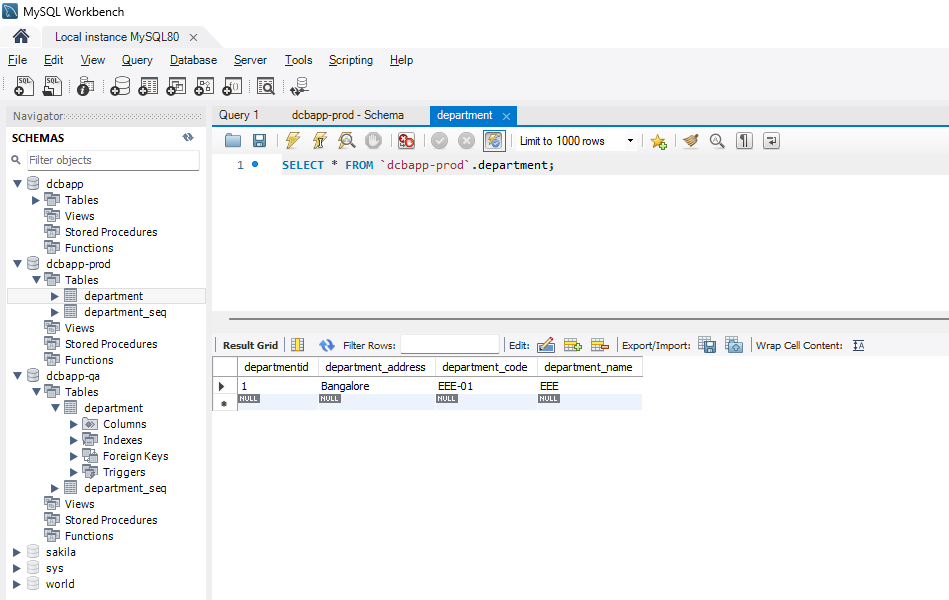 MySQL Workbench
Local instance MySQL80
File Edit View Query Database Server Tools Scripting Help
Navigator
SCHEMAS
Filter objects
dcbapp
Tables
Views
Stored Procedures
Functions
dcbapp-prod
Tables
department
department_seq
Views
Stored Procedures
Functions
dcbapp-qa
Tables
department
Columns
Indexes
Foreign Keys
Triggers
department_seq
Views
Stored Procedures
Functions
sakila
sys
world
Query 1 dcbapp-prod - Schema department
Limit to 1000 rows
1 SELECT * FROM `dcbapp-prod`.department;
Result Grid Filter Rows: Edit: Export/Import: Wrap Cell Content:
departmentid department_address department_code department_name
1 Bangalore EEE-01 EEE
NULL NULL NULL NULL